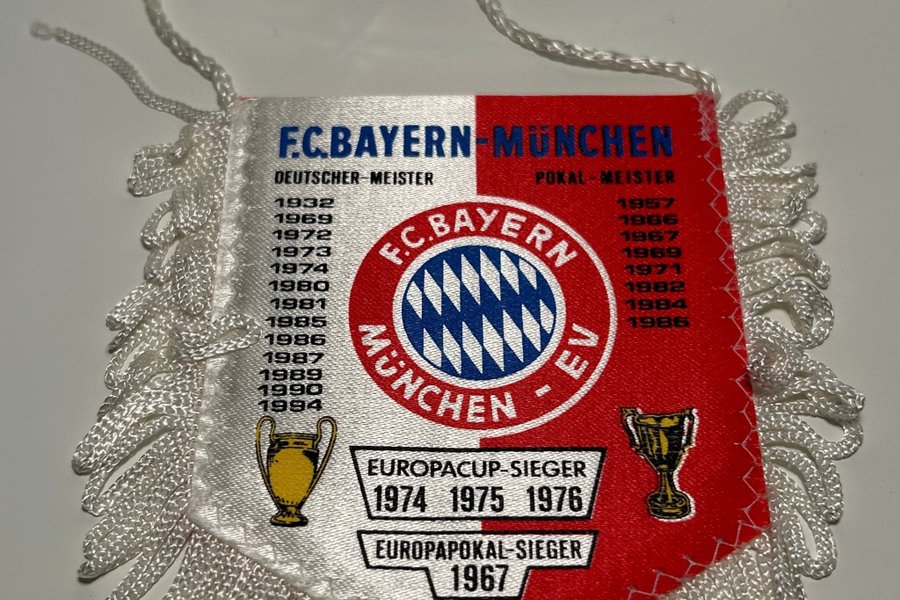 F.C.BAYERN-MÜNCHEN
DEUTSCHER-MEISTER
1932
1969
1972
1973
1974
1980
1981
1985
1986
1987
1989
1990
1994
POKAL-MEISTER
1957
1966
1967
1969
1971
1982
1984
1986
F.C.BAYERN
MÜNCHEN - EV
EUROPACUP-SIEGER
1974 1975 1976
EUROPAPOKAL-SIEGER
1967